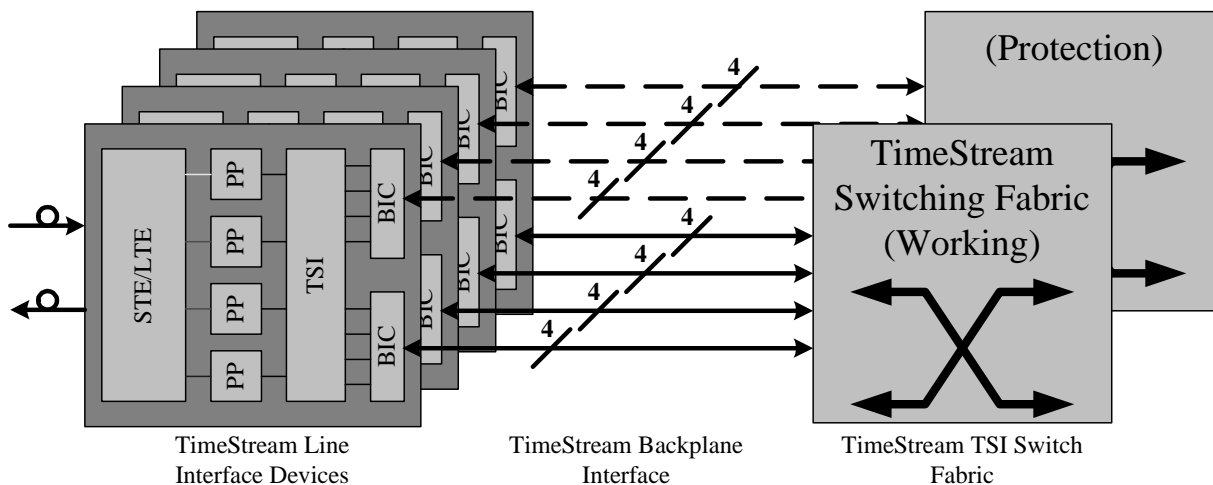 4
(Protection)
BIC
4
BIC
4
BIC
4
BIC
TimeStream
Switching Fabric
(Working)
STE/LTE
PP
PP
PP
PP
TSI
4
BIC
4
BIC
4
BIC
4
BIC
TimeStream Line
Interface Devices
TimeStream Backplane
Interface
TimeStream TSI Switch
Fabric